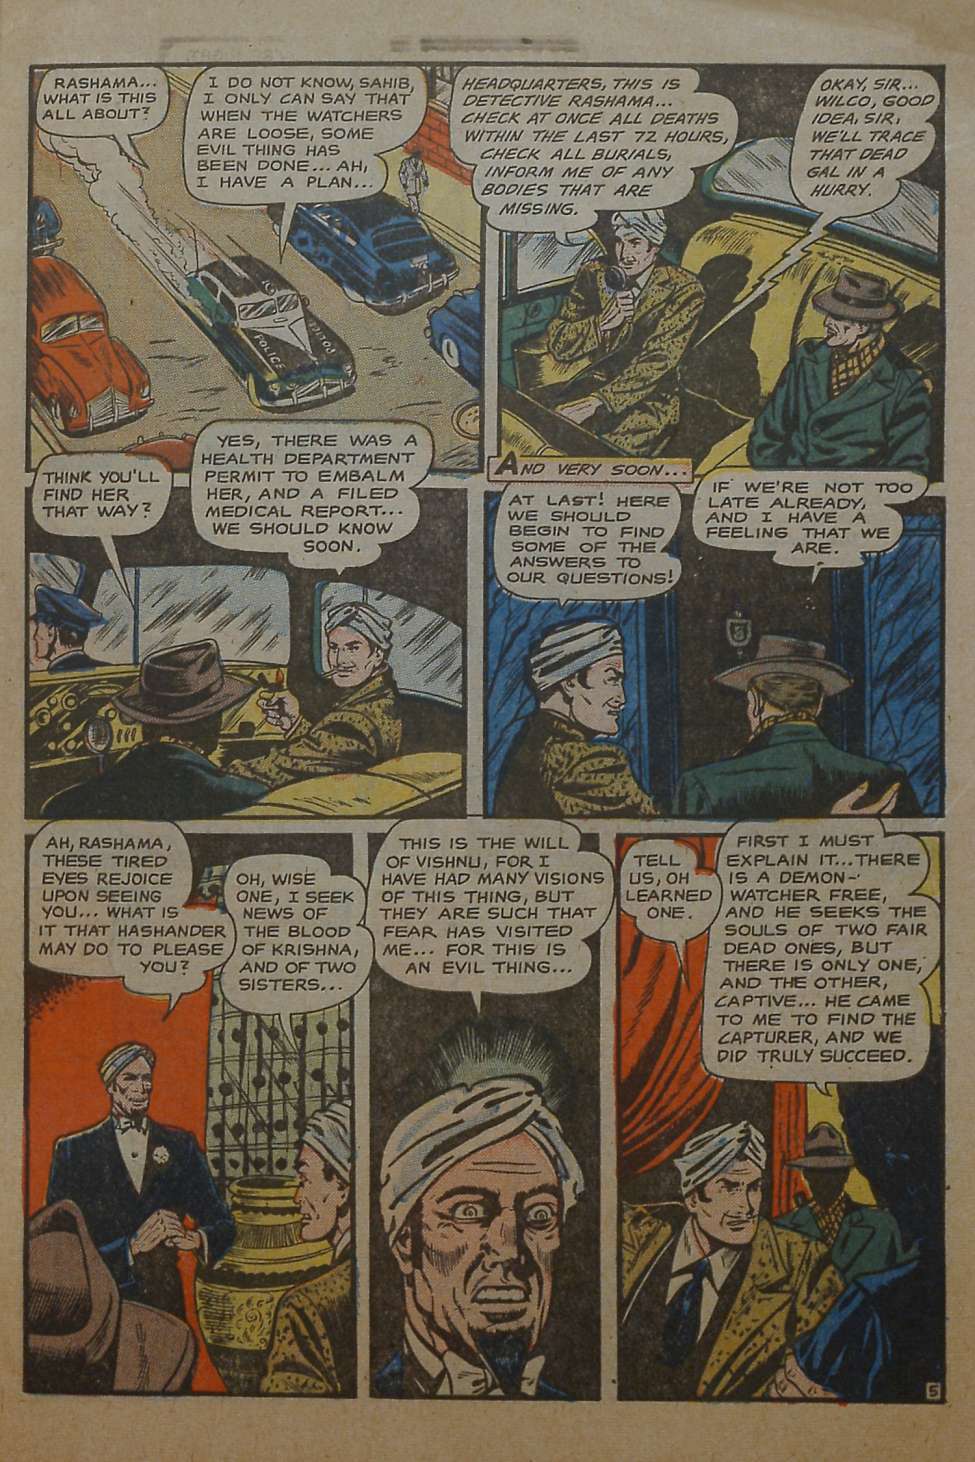 RASHAMA...
WHAT IS THIS
ALL ABOUT?
I DO NOT KNOW, SAHIB,
I ONLY CAN SAY THAT
WHEN THE WATCHERS
ARE LOOSE, SOME
EVIL THING HAS
BEEN DONE... AH,
I HAVE A PLAN...
POLICE
HEADQUARTERS, THIS IS
DETECTIVE RASHAMA...
CHECK AT ONCE ALL DEATHS
WITHIN THE LAST 72 HOURS,
CHECK ALL BURIALS,
INFORM ME OF ANY
BODIES THAT ARE
MISSING.
OKAY, SIR...
WILCO, GOOD
IDEA, SIR,
WE'LL TRACE
THAT DEAD
GAL IN A
HURRY.
THINK YOU'LL
FIND HER
THAT WAY?
YES, THERE WAS A
HEALTH DEPARTMENT
PERMIT TO EMBALM
HER, AND A FILED
MEDICAL REPORT...
WE SHOULD KNOW
SOON.
AND VERY SOON...
AT LAST! HERE
WE SHOULD
BEGIN TO FIND
SOME OF THE
ANSWERS TO
OUR QUESTIONS!
IF WE'RE NOT TOO
LATE ALREADY,
AND I HAVE A
FEELING THAT WE
ARE.
AH, RASHAMA,
THESE TIRED
EYES REJOICE
UPON SEEING
YOU... WHAT IS
IT THAT HASHANDER
MAY DO TO PLEASE
YOU?
OH, WISE
ONE, I SEEK
NEWS OF
THE BLOOD
OF KRISHNA,
AND OF TWO
SISTERS...
THIS IS THE WILL
OF VISHNU, FOR I
HAVE HAD MANY VISIONS
OF THIS THING, BUT
THEY ARE SUCH THAT
FEAR HAS VISITED
ME... FOR THIS IS
AN EVIL THING...
TELL
US, OH
LEARNED
ONE.
FIRST I MUST
EXPLAIN IT... THERE
IS A DEMON-
WATCHER FREE,
AND HE SEEKS THE
SOULS OF TWO FAIR
DEAD ONES, BUT
THERE IS ONLY ONE,
AND THE OTHER,
CAPTIVE... HE CAME
TO ME TO FIND THE
CAPTURER, AND WE
DID TRULY SUCCEED.
5